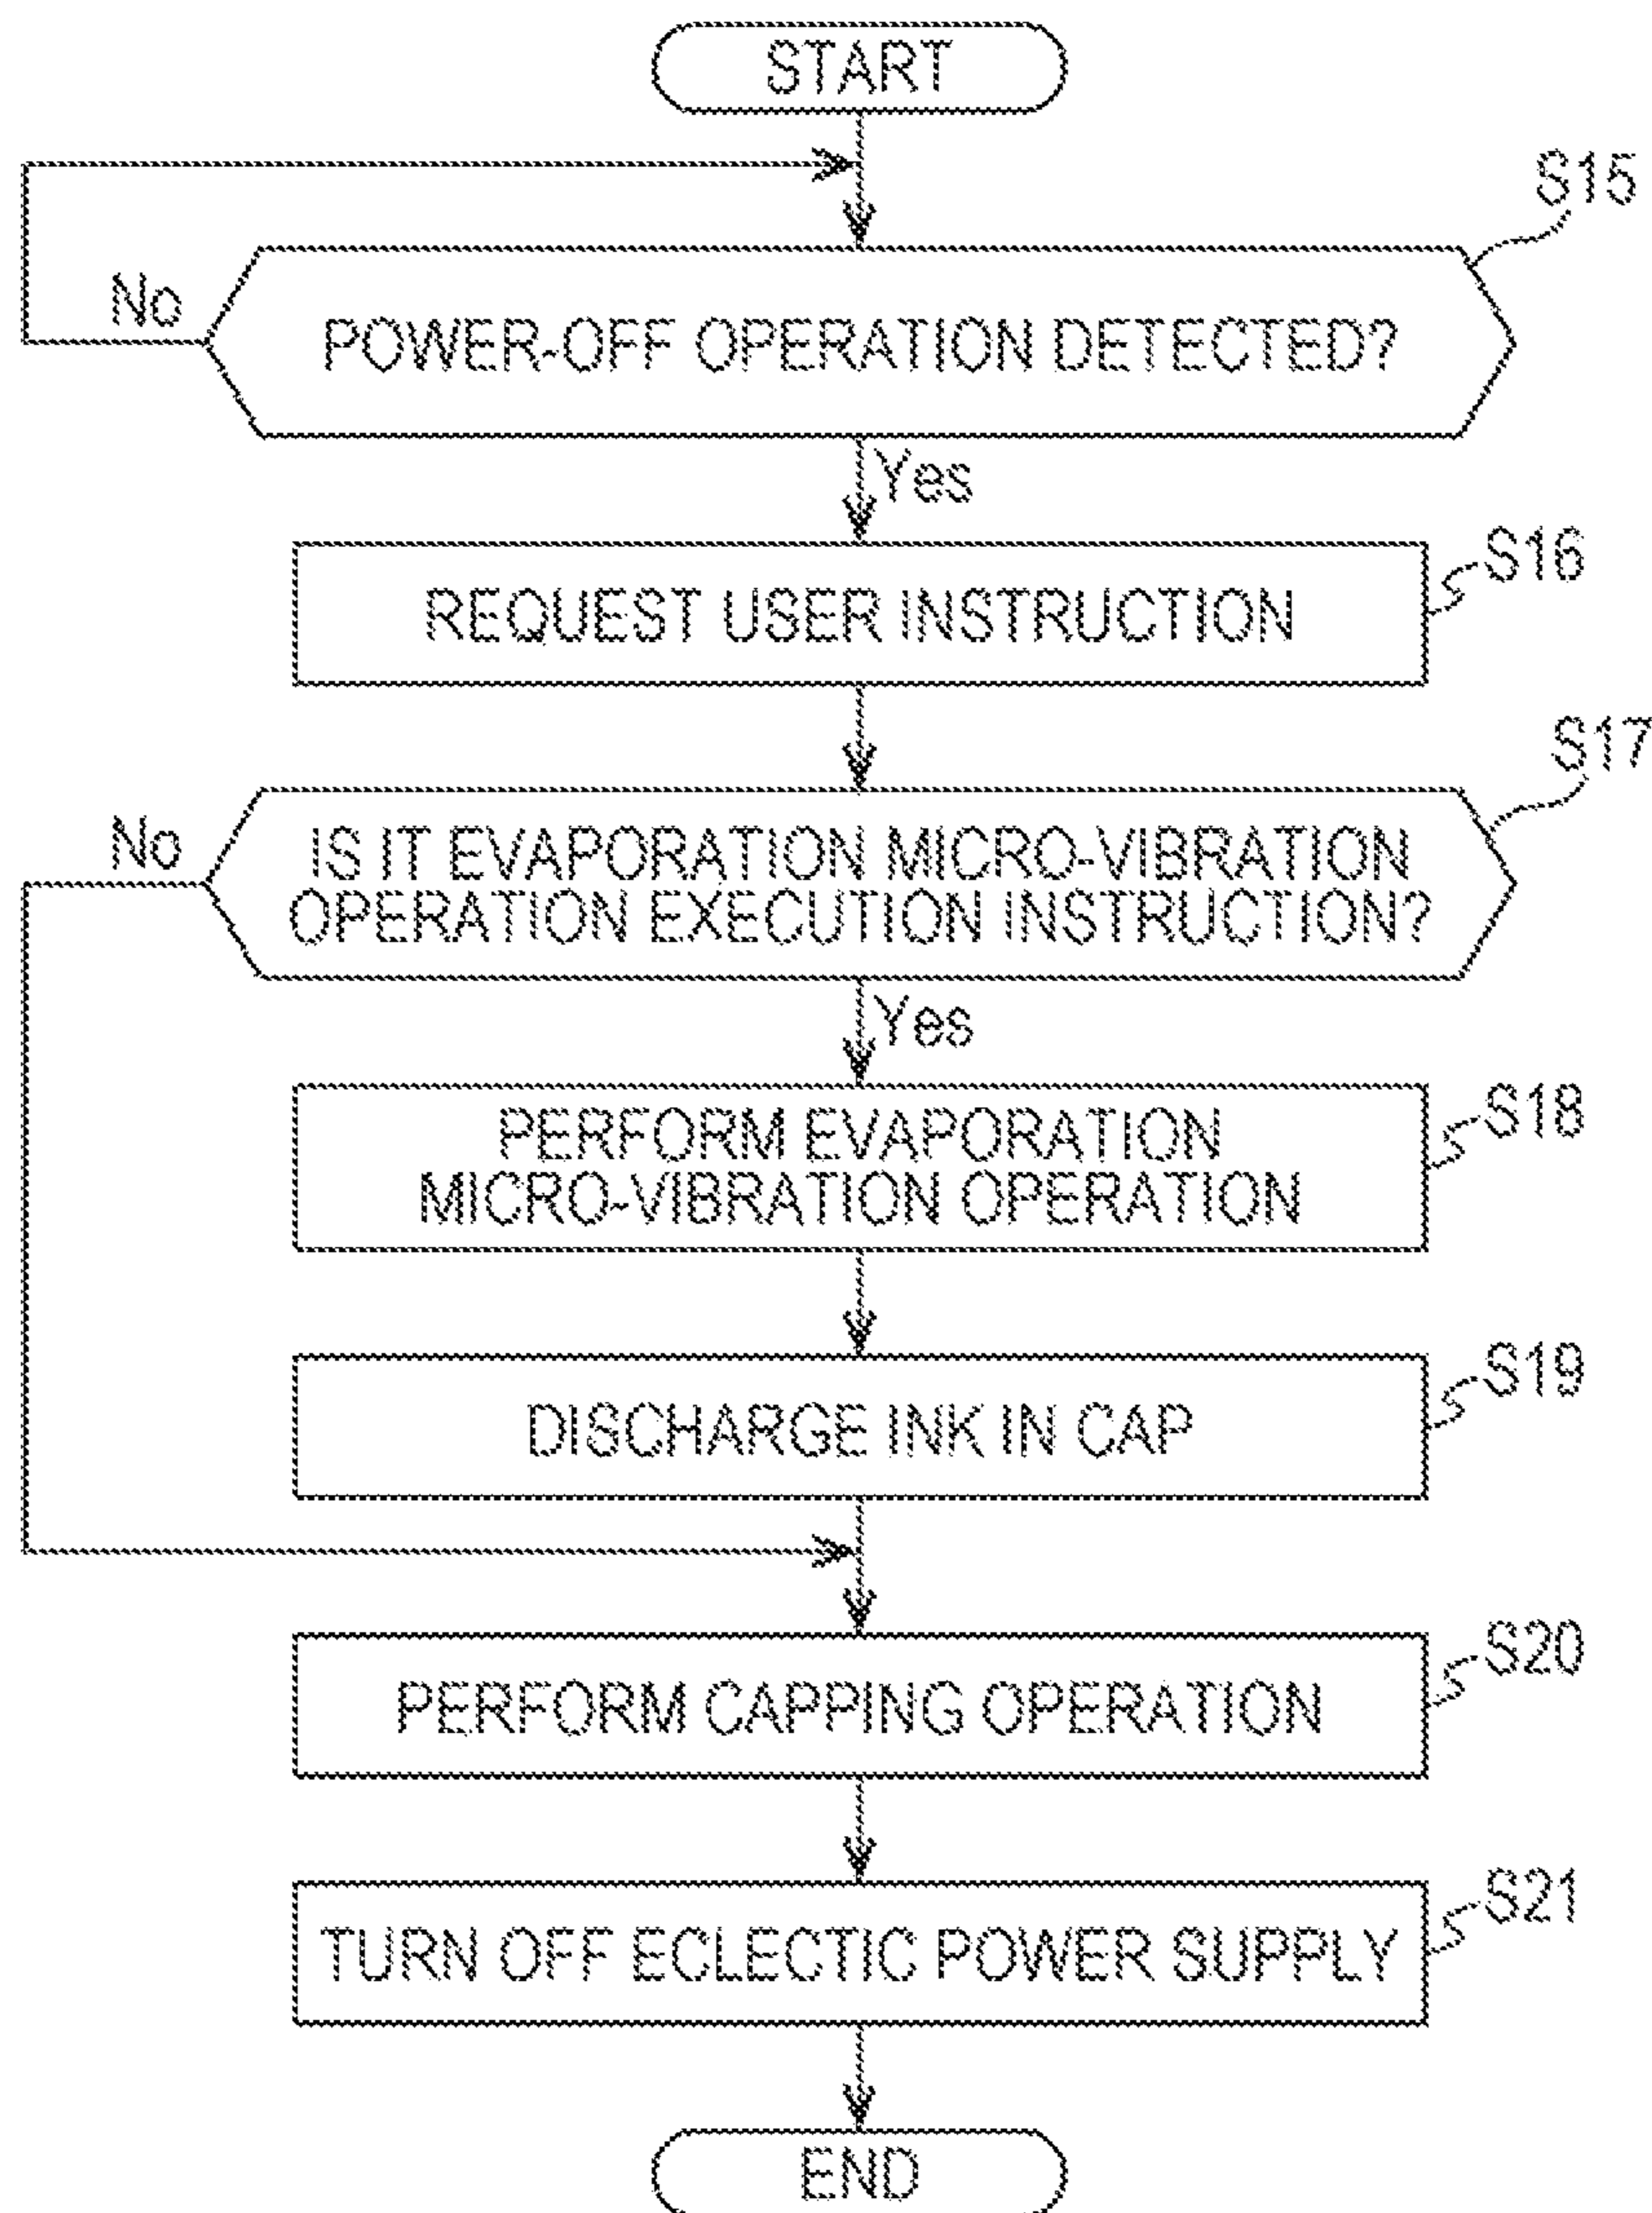 START
S15
No
POWER-OFF OPERATION DETECTED?
Yes
S16
REQUEST USER INSTRUCTION
S17
No
IS IT EVAPORATION MICRO-VIBRATION
OPERATION EXECUTION INSTRUCTION?
Yes
S18
PERFORM EVAPORATION
MICRO-VIBRATION OPERATION
S19
DISCHARGE INK IN CAP
S20
PERFORM CAPPING OPERATION
S21
TURN OFF ECLECTIC POWER SUPPLY
END